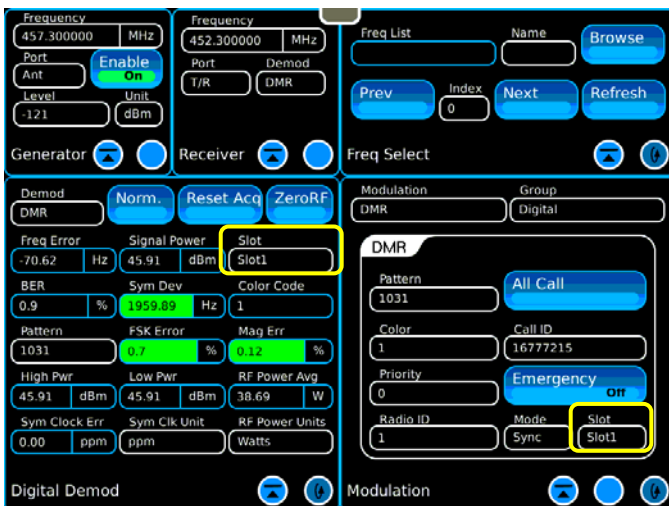 Frequency
457.300000 MHz
Port
Ant
Enable
On
Level Unit
-121 dBm
Generator
Frequency
452.300000 MHz
Port Demod
T/R DMR
Receiver
Freq List Name
Browse
Prev
Index
0
Next
Refresh
Freq Select
Demod
DMR
Norm. Reset Acq ZeroRF
Freq Error Signal Power Slot
-70.62 Hz 45.91 dBm Slot1
BER Sym Dev Color Code
0.9 % 1959.89 Hz 1
Pattern FSK Error Mag Err
1031 0.7 % 0.12 %
High Pwr Low Pwr RF Power Avg
45.91 dBm 45.91 dBm 38.69 W
Sym Clock Err Sym Clk Unit RF Power Units
0.00 ppm ppm Watts
Digital Demod
Modulation Group
DMR Digital
DMR
Pattern
1031
All Call
Color Call ID
1 16777215
Priority
0
Emergency
Off
Radio ID Mode Slot
1 Sync Slot1
Modulation